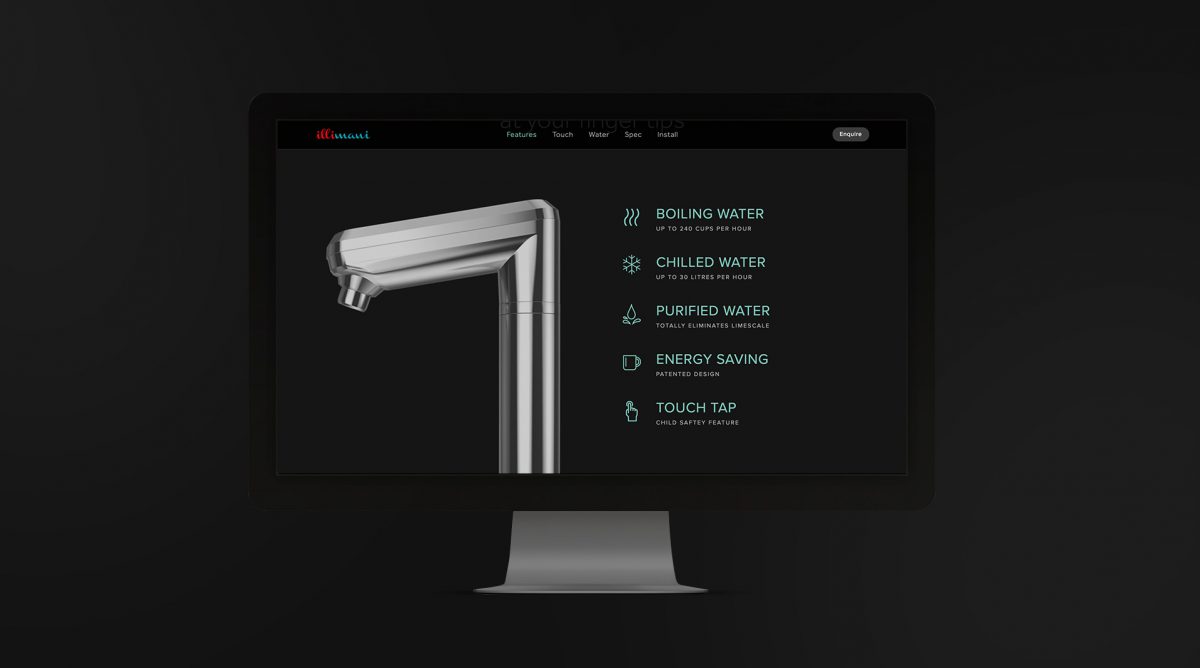 at your finger tips
illimani
Features Touch Water Spec Install
Enquire
BOILING WATER
UP TO 240 CUPS PER HOUR
CHILLED WATER
UP TO 30 LITRES PER HOUR
PURIFIED WATER
TOTALLY ELIMINATES LIMESCALE
ENERGY SAVING
PATENTED DESIGN
TOUCH TAP
CHILD SAFTEY FEATURE